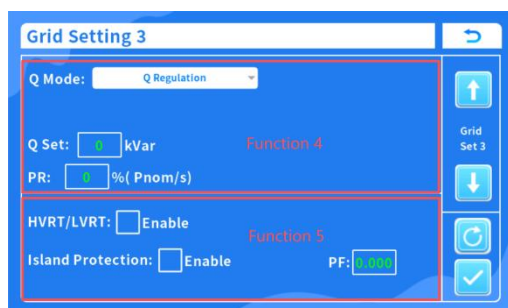 Grid Setting 3
Q Mode: Q Regulation
Q Set: 0 kVar
Function 4
PR: 0 %( Pnom/s)
Grid
Set 3
HVRT/LVRT: Enable
Function 5
Island Protection: Enable PF: 0.000